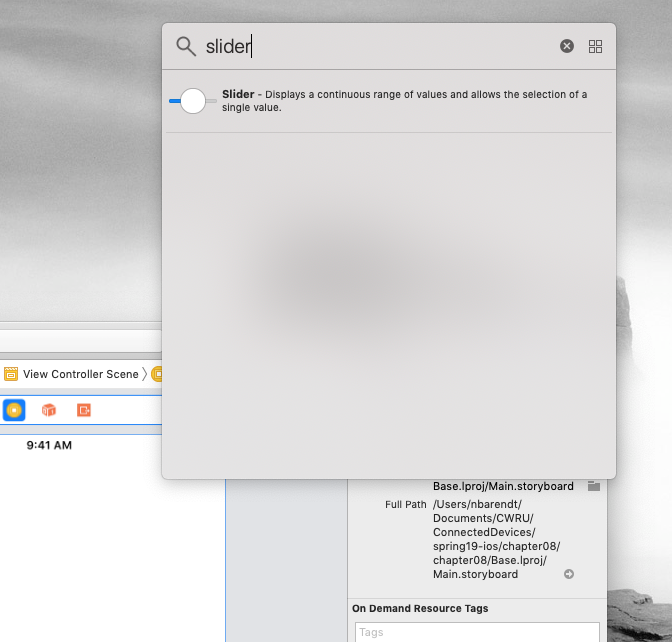 slider
Slider - Displays a continuous range of values and allows the selection of a
single value.
View Controller Scene
9:41 AM
Base.lproj/Main.storyboard
Full Path /Users/nbarendt/
Documents/CWRU/
ConnectedDevices/
spring19-ios/chapter08/
chapter08/Base.lproj/
Main.storyboard
On Demand Resource Tags
Tags